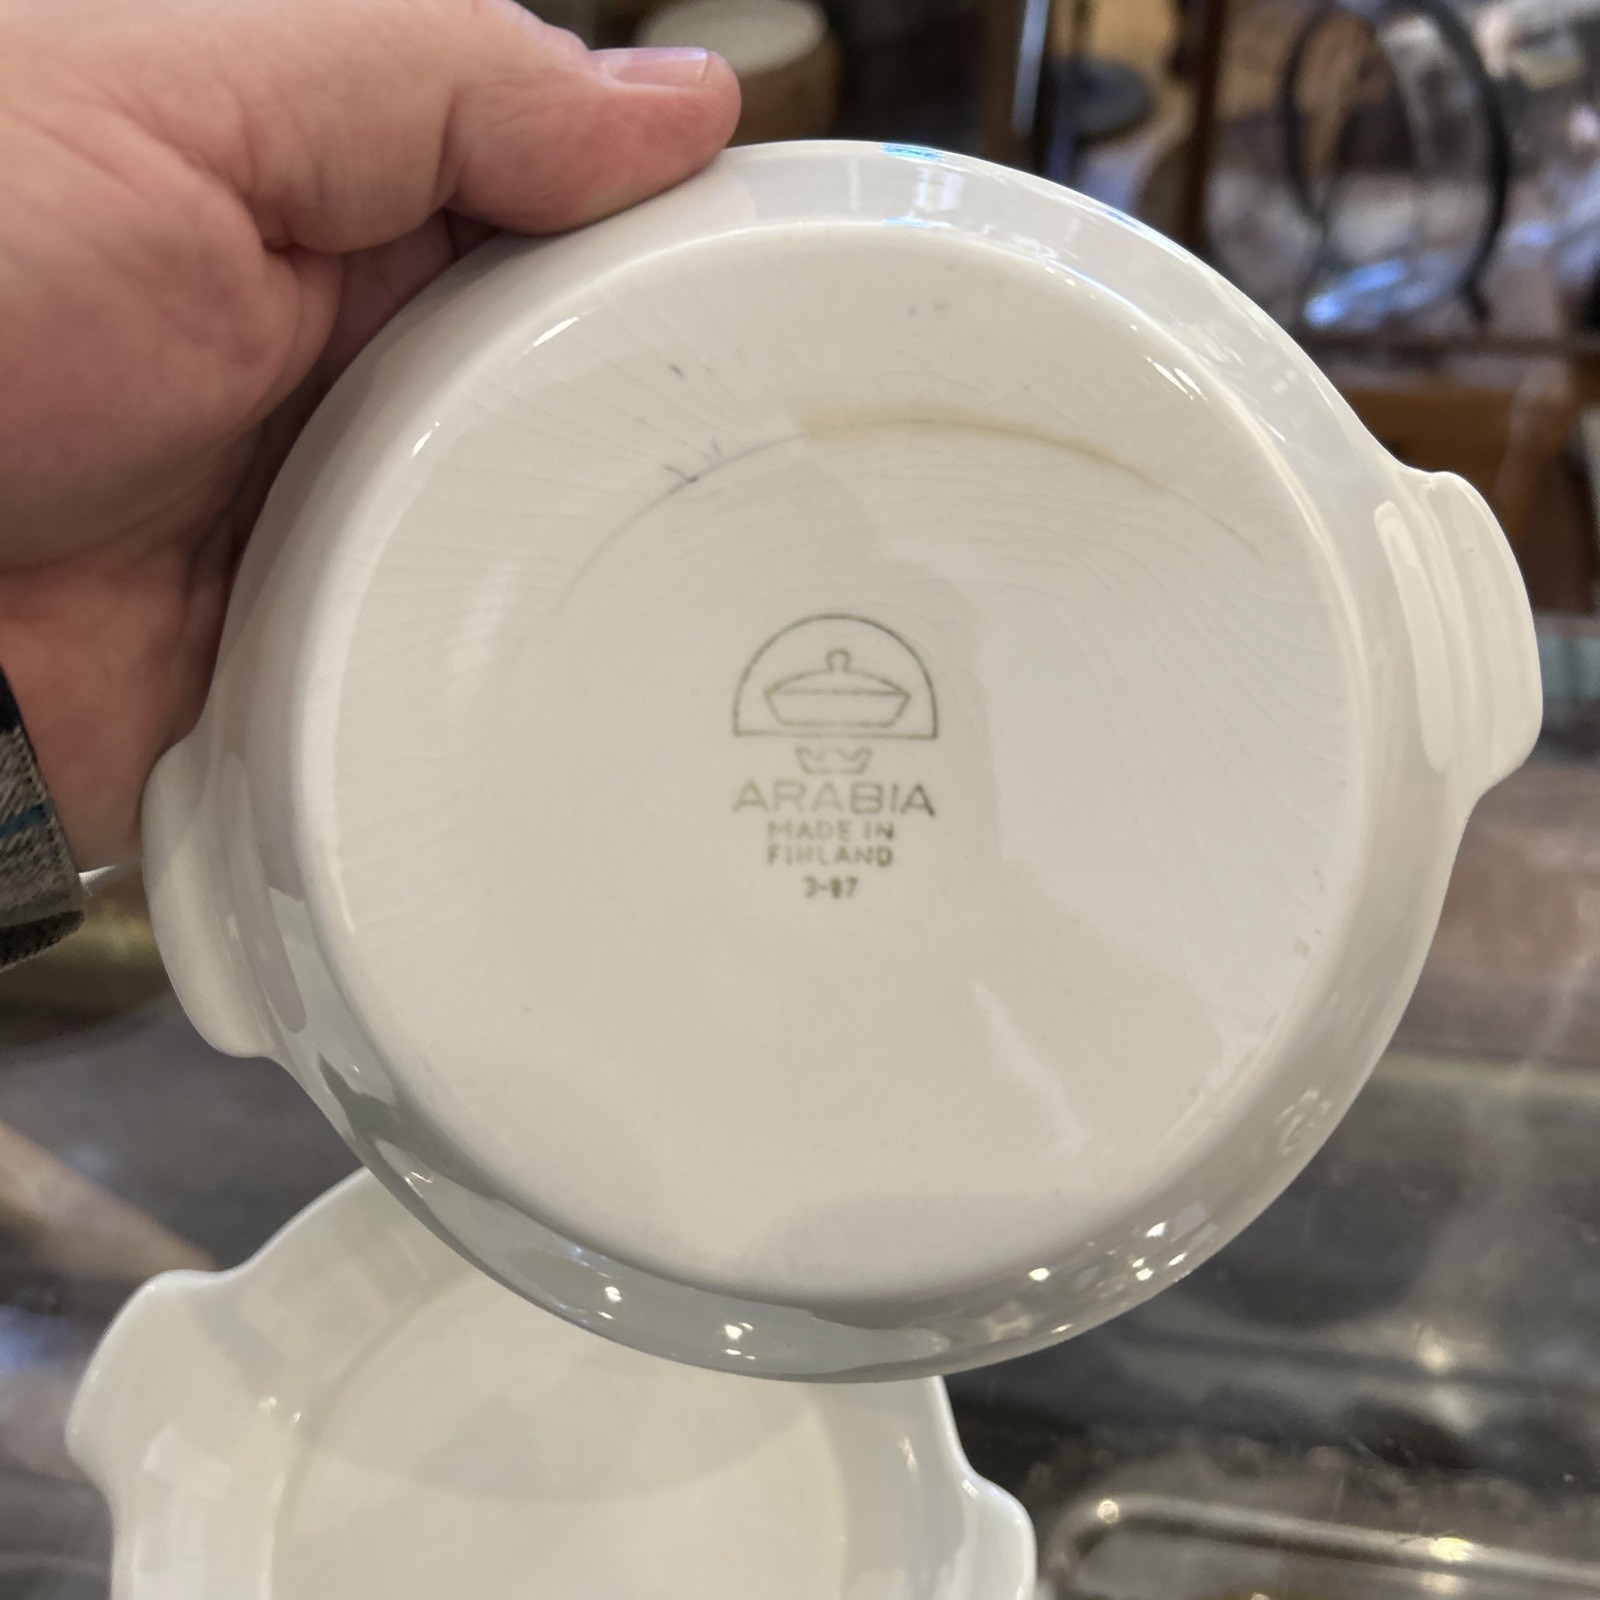 ARABIA
MADE IN
FINLAND
3-87